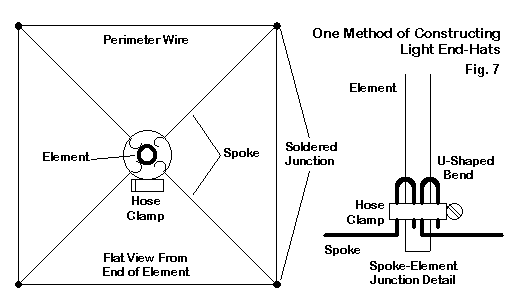 One Method of Constructing
Light End-Hats
Fig. 7
Perimeter Wire
Element
Spoke
Hose
Clamp
Soldered
Junction
Flat View From
End of Element
Element
U-Shaped
Bend
Hose
Clamp
Spoke
Spoke-Element
Junction Detail